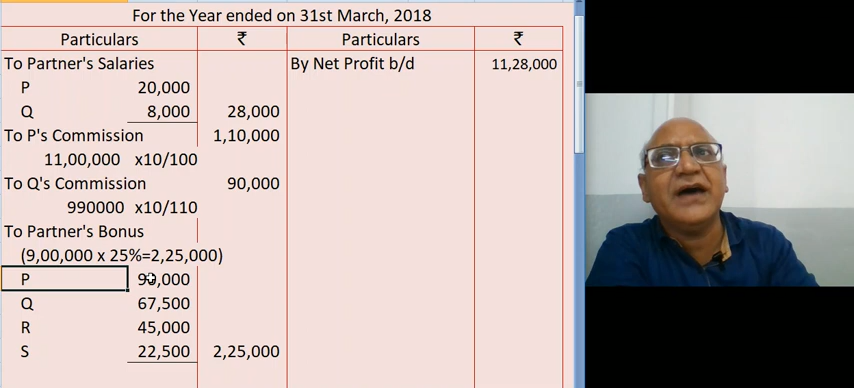 For the Year ended on 31st March, 2018
Particulars ₹ Particulars ₹
To Partner's Salaries By Net Profit b/d 11,28,000
P 20,000
Q 8,000 28,000
To P's Commission 1,10,000
11,00,000 x10/100
To Q's Commission 90,000
990000 x10/110
To Partner's Bonus
(9,00,000 x 25%=2,25,000)
P 90,000
Q 67,500
R 45,000
S 22,500 2,25,000